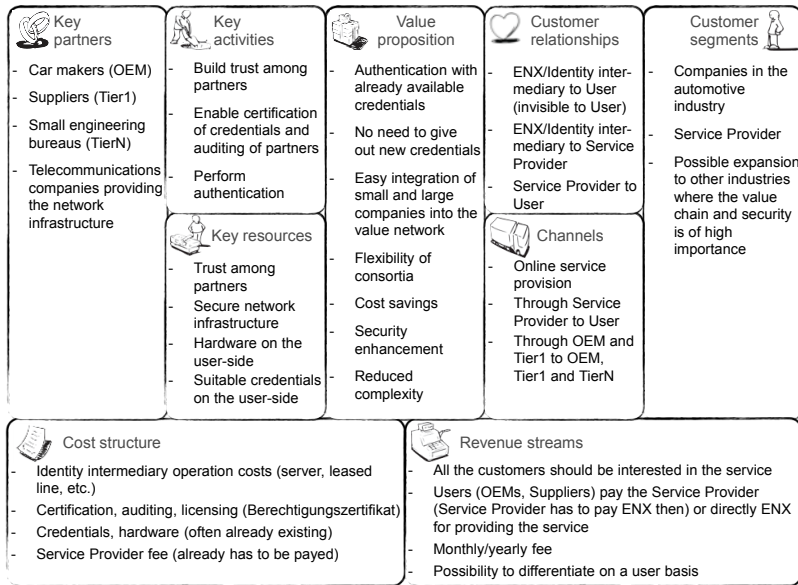 Key
partners
- Car makers (OEM)
- Suppliers (Tier1)
- Small engineering
bureaus (TierN)
- Telecommunications
companies providing
the network
infrastructure
Key
activities
- Build trust among
partners
- Enable certification
of credentials and
auditing of partners
- Perform
authentication
Key resources
- Trust among
partners
- Secure network
infrastructure
- Hardware on the
user-side
- Suitable credentials
on the user-side
Value
proposition
- Authentication with
already available
credentials
- No need to give
out new credentials
- Easy integration of
small and large
companies into the
value network
- Flexibility of
consortia
- Cost savings
- Security
enhancement
- Reduced
complexity
Customer
relationships
- ENX/Identity inter-
mediary to User
(invisible to User)
- ENX/Identity inter-
mediary to Service
Provider
- Service Provider to
User
Channels
- Online service
provision
- Through Service
Provider to User
- Through OEM and
Tier1 to OEM,
Tier1 and TierN
Customer
segments
- Companies in the
automotive
industry
- Service Provider
- Possible expansion
to other industries
where the value
chain and security
is of high
importance
Cost structure
- Identity intermediary operation costs (server, leased
line, etc.)
- Certification, auditing, licensing (Berechtigungszertifikat)
- Credentials, hardware (often already existing)
- Service Provider fee (already has to be payed)
Revenue streams
- All the customers should be interested in the service
- Users (OEMs, Suppliers) pay the Service Provider
(Service Provider has to pay ENX then) or directly ENX
for providing the service
- Monthly/yearly fee
- Possibility to differentiate on a user basis